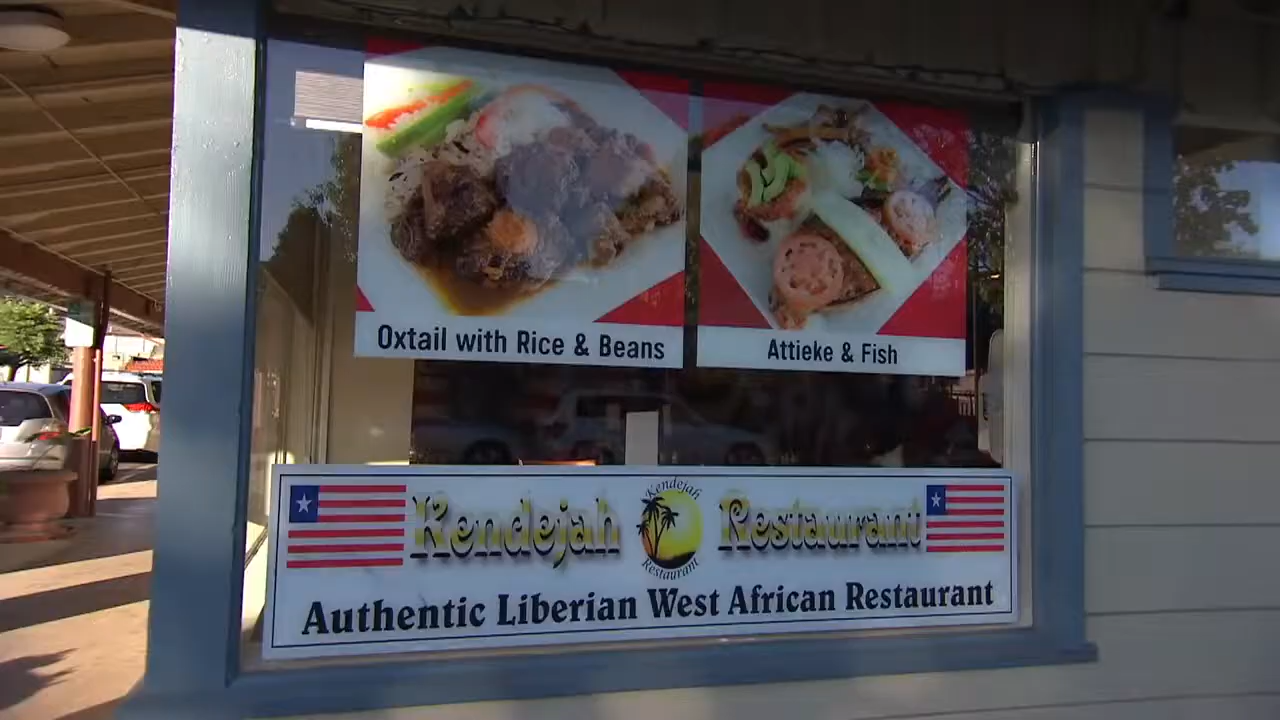 Oxtail with Rice & Beans
Attieke & Fish
Kendejah
Kendejah
Restaurant
Restaurant
Authentic Liberian West African Restaurant